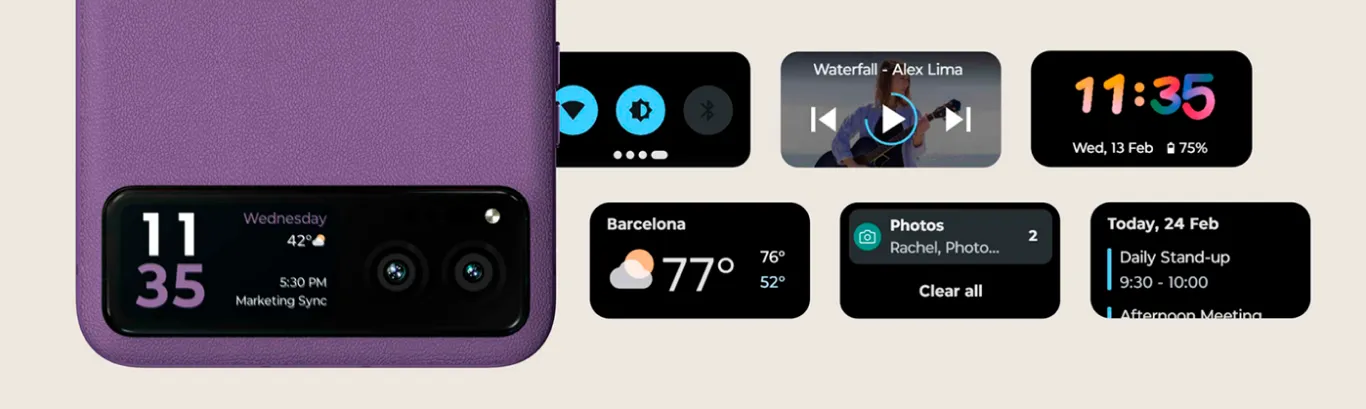 11
35
Wednesday
42°
5:30 PM
Marketing Sync
Waterfall - Alex Lima
11:35
Wed, 13 Feb 75%
Barcelona
77°
76°
52°
Photos
Rachel, Photo...
2
Clear all
Today, 24 Feb
Daily Stand-up
9:30 - 10:00
Afternoon Meeting